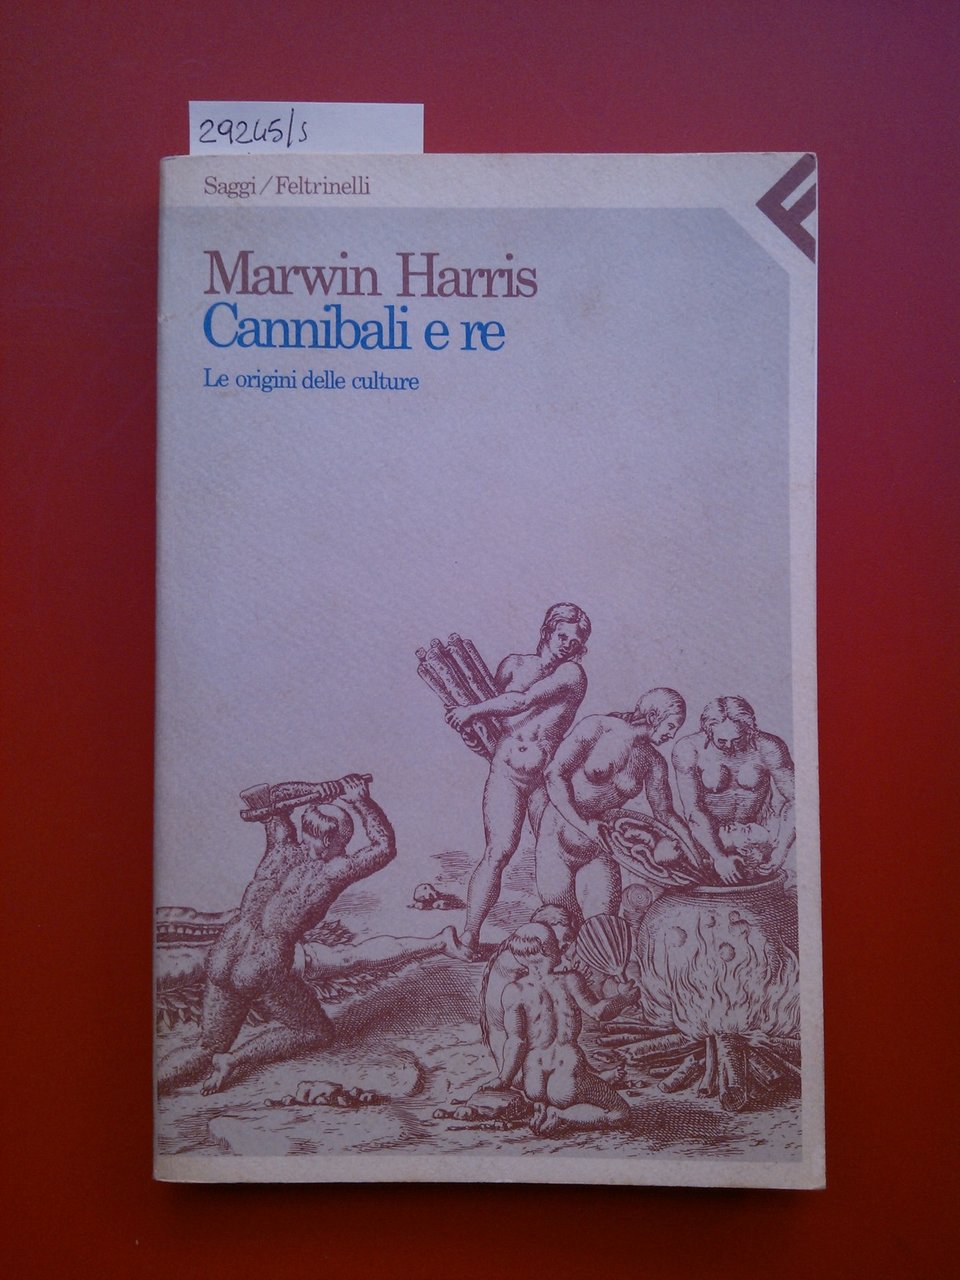 29245/s
Saggi/Feltrinelli
Marwin Harris
Cannibali e re
Le origini delle culture